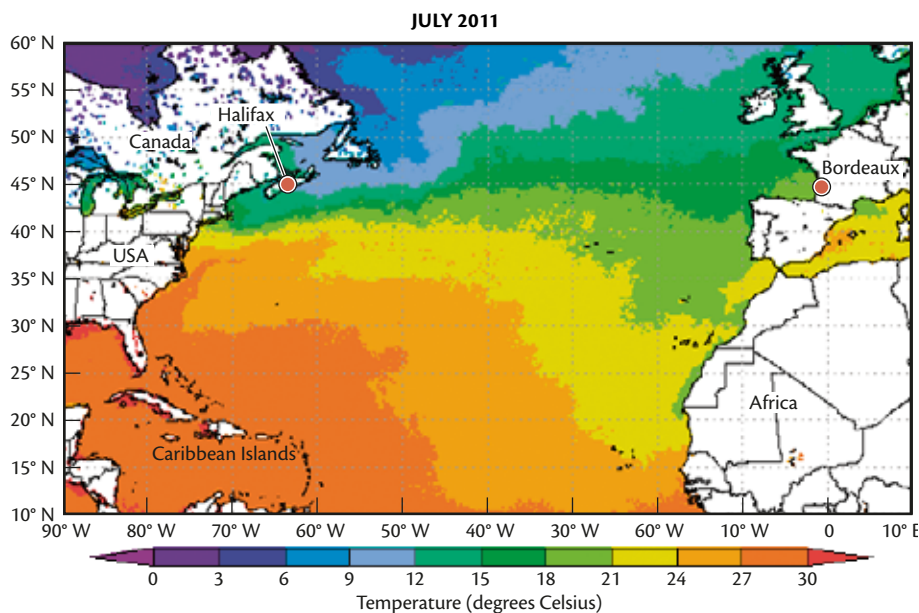 JULY 2011
60° N
50° N
50° N
45° N
40° N
35° N
30° N
20° N
20° N
15° N
10° N
Halifax
Canada
Bordeaux
USA
Africa
Caribbean Islands
90° W 80° W 70° W 60° W 50° W 40° W 30° W 60° W 10° W 0 10° E
0 3 6 9 12 15 18 21 24 27 30
Temperature (degrees Celsius)